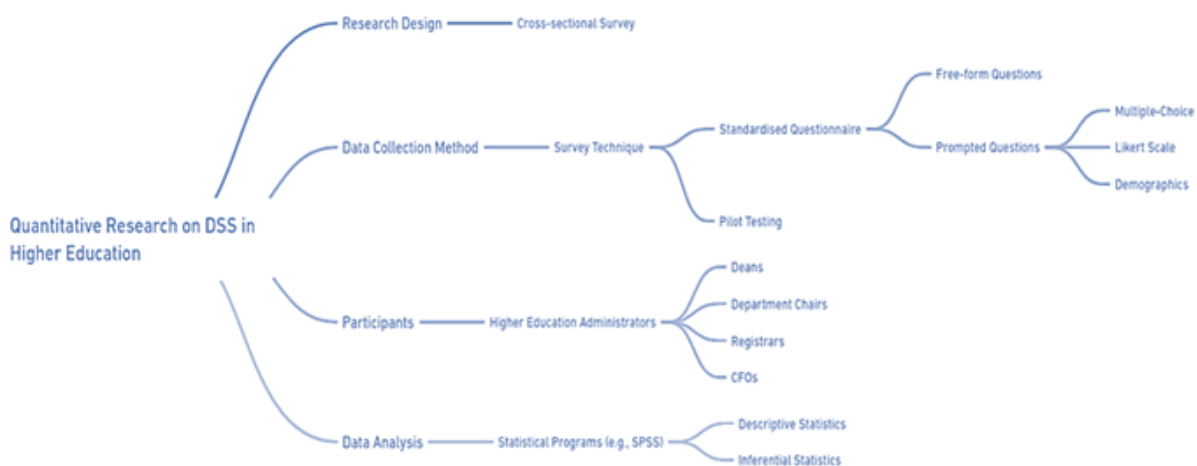 Research Design
Cross-sectional Survey
Free-form Questions
Multiple-Choice
Standardised Questionnaire
Data Collection Method
Survey Technique
Prompted Questions
Likert Scale
Demographics
Pilot Testing
Quantitative Research on DSS in
Higher Education
Deans
Department Chairs
Participants
Higher Education Administrators
Registrars
CFOs
Descriptive Statistics
Data Analysis
Statistical Programs (e.g., SPSS)
Inferential Statistics